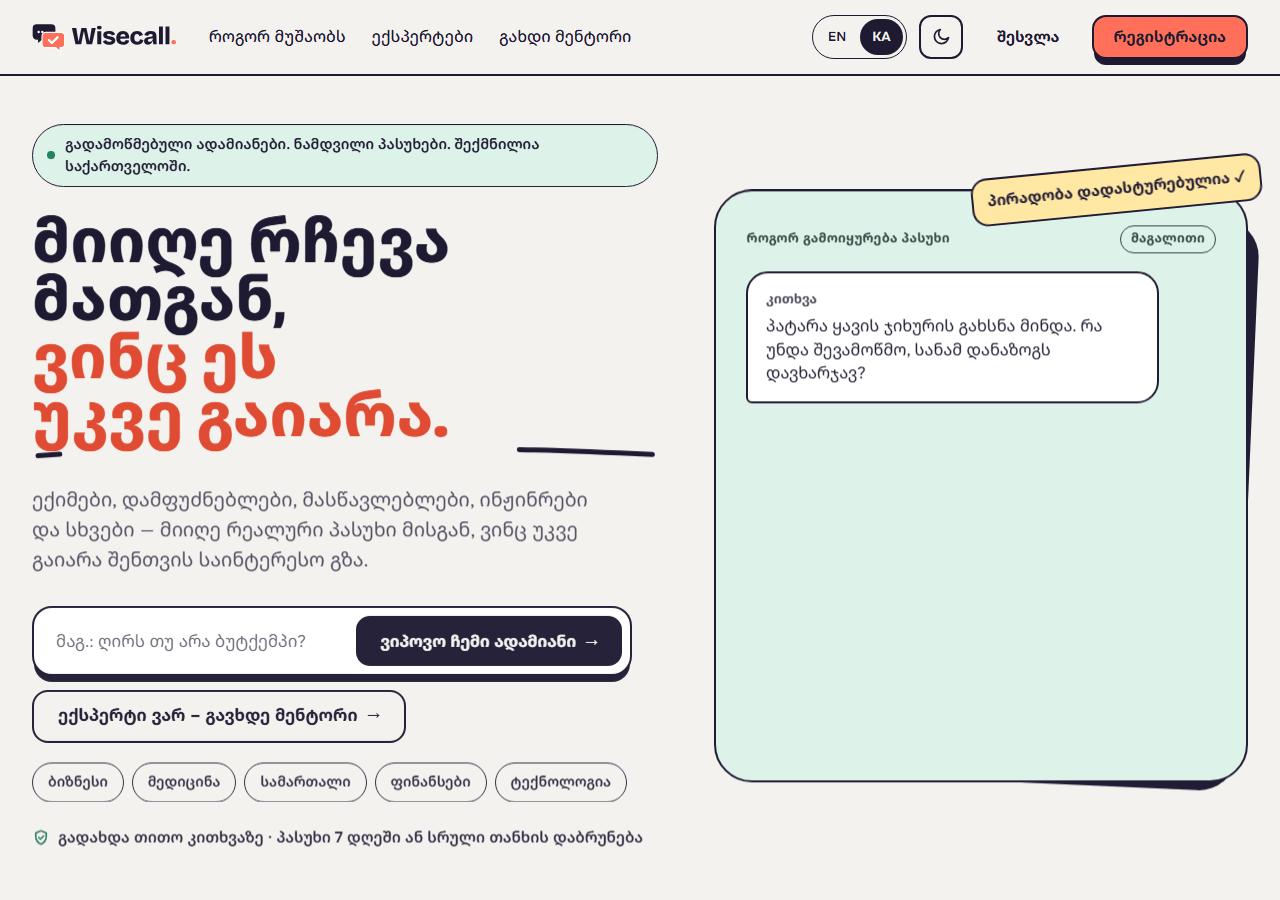 Wisecall.
როგორ მუშაობს
ექსპერტები
გახდი მენტორი
EN
KA
შესვლა
რეგისტრაცია
გადამოწმებული ადამიანები. ნამდვილი პასუხები. შექმნილია
საქართველოში.
მიიღე რჩევა
მათგან,
ვინც ეს
უკვე გაიარა.
ექიმები, დამფუძნებლები, მასწავლებლები, ინჟინრები
და სხვები — მიიღე რეალური პასუხი მისგან, ვინც უკვე
გაიარა შენთვის საინტერესო გზა.
მაგ.: ღირს თუ არა ბუტქემპი?
ვიპოვო ჩემი ადამიანი →
ექსპერტი ვარ – გავხდე მენტორი →
ბიზნესი
მედიცინა
სამართალი
ფინანსები
ტექნოლოგია
გადახდა თითო კითხვაზე · პასუხი 7 დღეში ან სრული თანხის დაბრუნება
პირადობა დადასტურებულია ✓
როგორ გამოიყურება პასუხი
მაგალითი
კითხვა
პატარა ყავის ჯიხურის გახსნა მინდა. რა
უნდა შევამოწმო, სანამ დანაზოგს
დავხარჯავ?